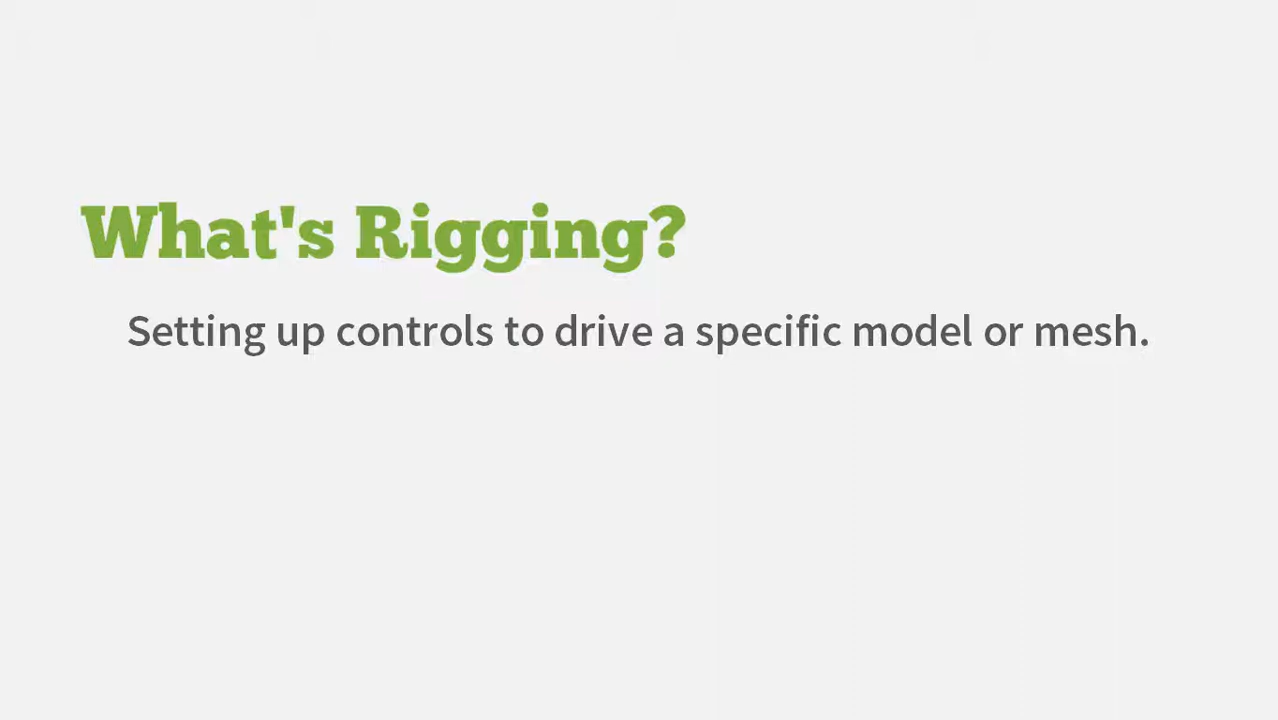 What's Rigging?
Setting up controls to drive a specific model or mesh.